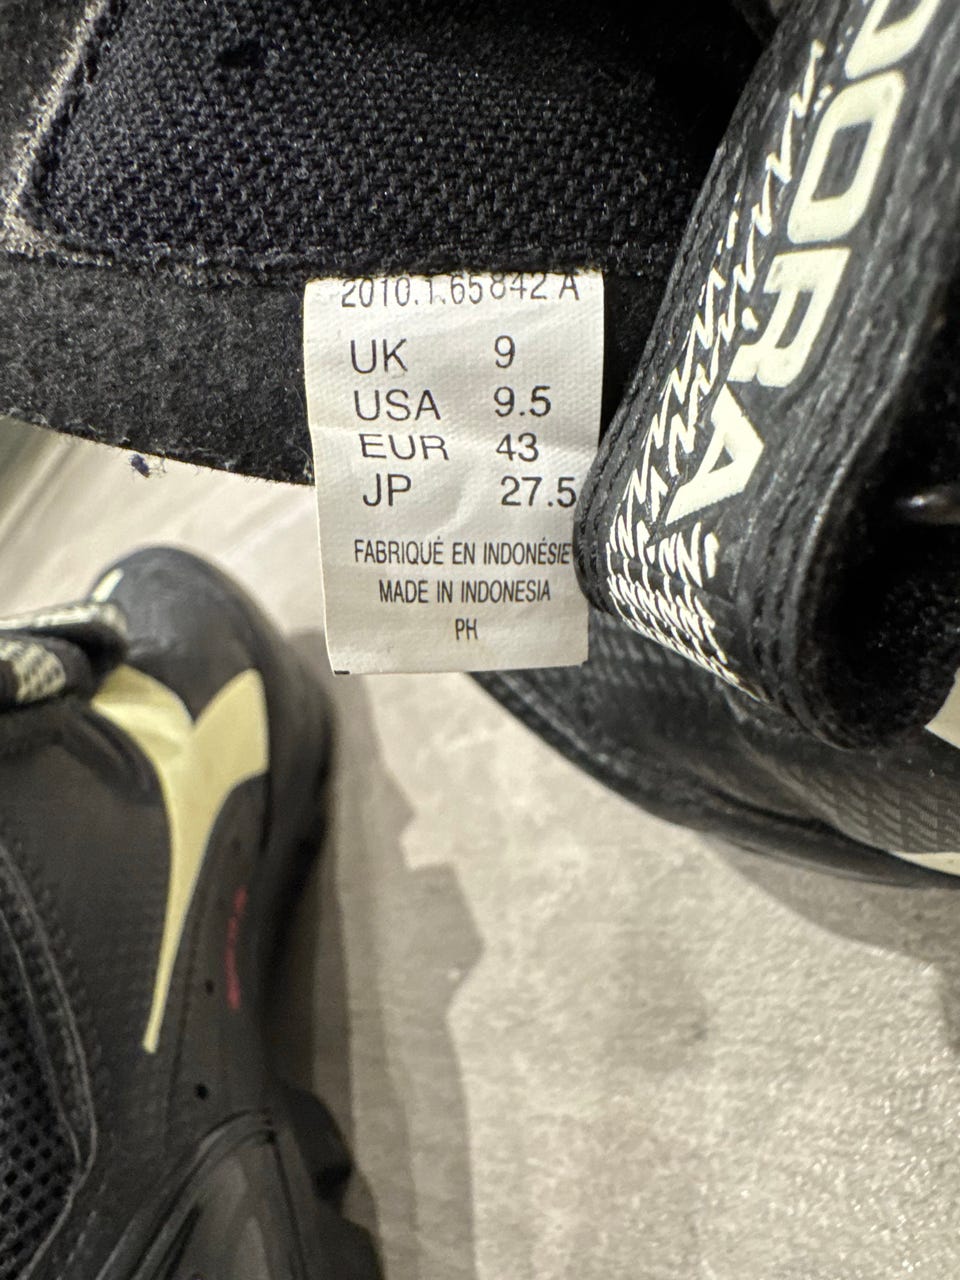 2010.1.65842 A
UK 9
USA 9.5
EUR 43
JP 27.5
FABRIQUÉ EN INDONÉSIE
MADE IN INDONESIA
PH
DORA